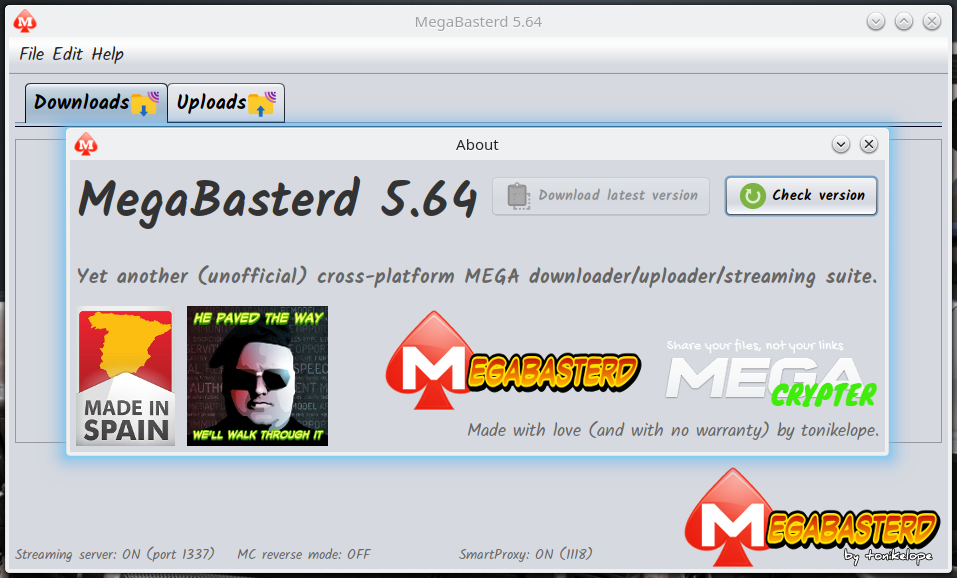 MegaBasterd 5.64
File Edit Help
Downloads Uploads
About
MegaBasterd 5.64 Download latest version Check version
Yet another (unofficial) cross-platform MEGA downloader/uploader/streaming suite.
HE PAVED THE WAY
MADE IN
SPAIN
WE'LL WALK THROUGH IT
MEGABASTERD
Share your files, not your links
MEGA
CRYPTER
Made with love (and with no warranty) by tonikelope.
MEGABASTERD
by tonikelope
Streaming server: ON (port 1337) MC reverse mode: OFF SmartProxy: ON (1118)